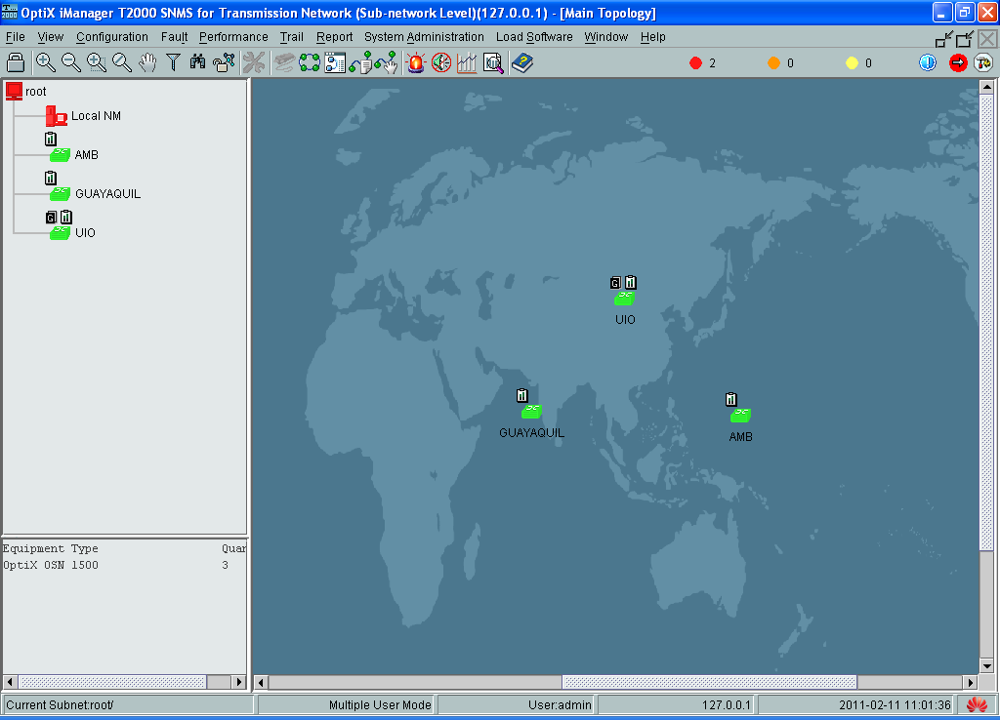 OptiX iManager T2000 SNMS for Transmission Network (Sub-network Level)(127.0.0.1) - [Main Topology]
File View Configuration Fault Performance Trail Report System Administration Load Software Window Help
2 0 0
root
Local NM
AMB
GUAYAQUIL
G
UIO
G
UIO
GUAYAQUIL
AMB
Equipment Type Quan
OptiX OSN 1500 3
Current Subnet:root/ Multiple User Mode User:admin 127.0.0.1 2011-02-11 11:01:36